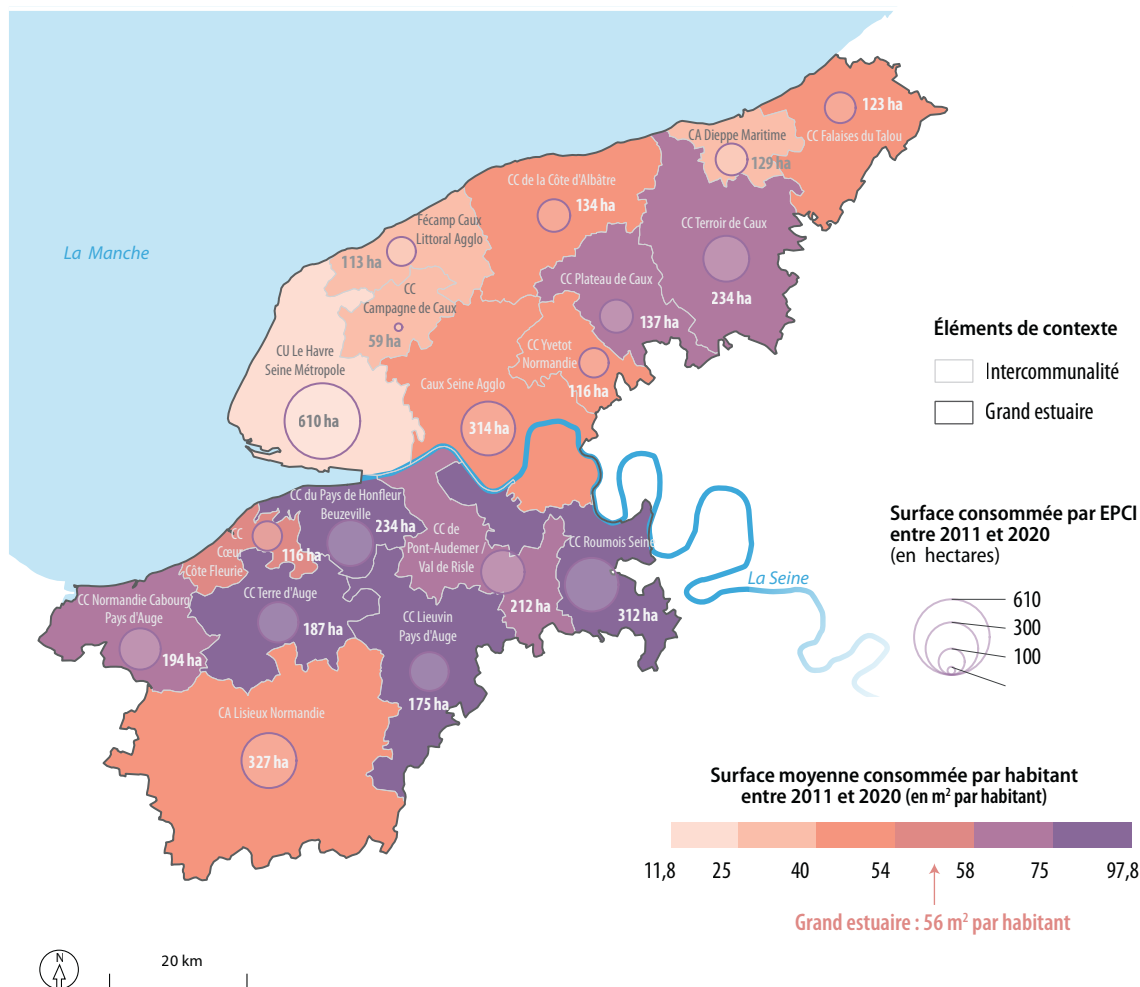 123 ha
CA Dieppe Maritime
CC Falaises du Talou
129 ha
CC de la Côte d'Albâtre
134 ha
Fécamp Caux
Littoral Agglo
CC Terroir de Caux
La Manche
113 ha
CC Plateau de Caux
234 ha
CC
Campagne de Caux
59 ha
137 ha
CU Le Havre
Seine Métropole
CC Yvetot
Normandie
Caux Seine Agglo
116 ha
610 ha
314 ha
Éléments de contexte
Intercommunalité
Grand estuaire
CC du Pays de Honfleur
Beuzeville
234 ha
CC de
Pont-Audemer /
Val de Risle
CC Roumois Seine
CC
Cœur
Côte Fleurie
116 ha
CC Normandie Cabourg
Pays d'Auge
CC Terre d'Auge
CC Lieuvin
Pays d'Auge
212 ha
312 ha
187 ha
194 ha
175 ha
La Seine
CA Lisieux Normandie
327 ha
Surface consommée par EPCI
entre 2011 et 2020
(en hectares)
610
300
100
Surface moyenne consommée par habitant
entre 2011 et 2020 (en m² par habitant)
11,8 25 40 54 58 75 97,8
Grand estuaire : 56 m² par habitant
N
20 km